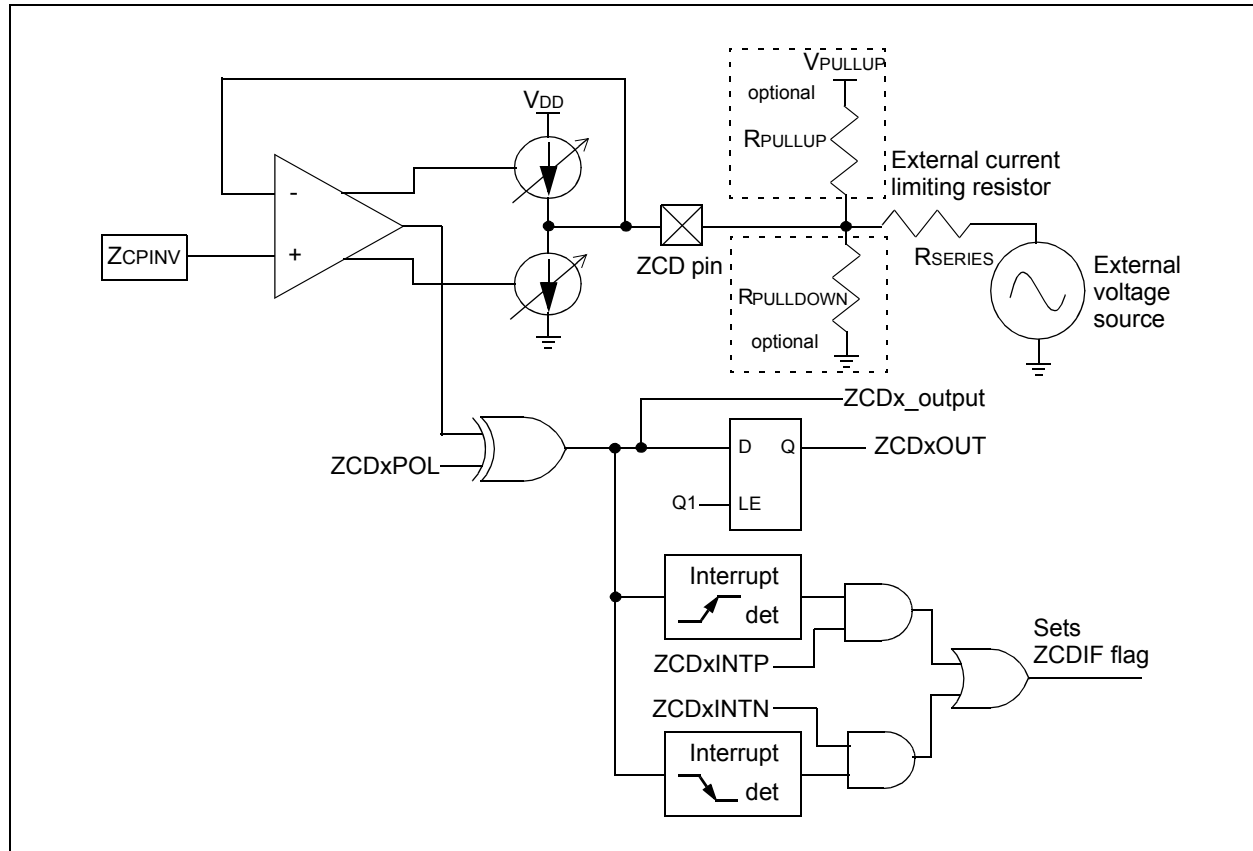 VPULLUP
optional
RPULLUP
VDD
External current
limiting resistor
-
+
ZCPINV
ZCD pin
RSERIES
RPULLDOWN
optional
External
voltage
source
ZCDx_output
ZCDxPOL
D
Q
ZCDxOUT
Q1
LE
Interrupt
det
ZCDxINTP
Sets
ZCDIF flag
ZCDxINTN
Interrupt
det